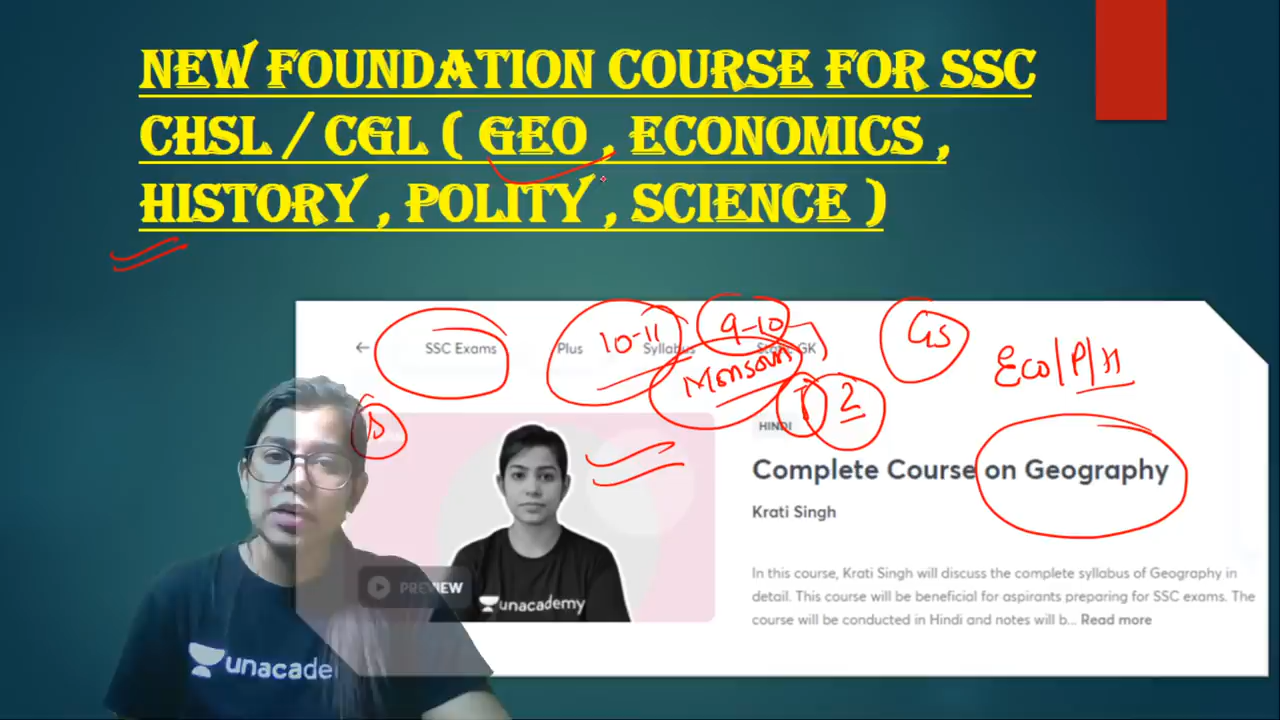 NEW FOUNDATION COURSE FOR SSC
CHSL / CGL ( GEO , ECONOMICS ,
HISTORY , POLITY , SCIENCE )
SSC Exams Plus Syllabus
10-11 9-10 GK GS
Monsoon Eco/P/H
1 2
HINDI
Complete Course on Geography
Krati Singh
PREVIEW
unacademy
In this course, Krati Singh will discuss the complete syllabus of Geography in
detail. This course will be beneficial for aspirants preparing for SSC exams. The
course will be conducted in Hindi and notes will b... Read more
unacade